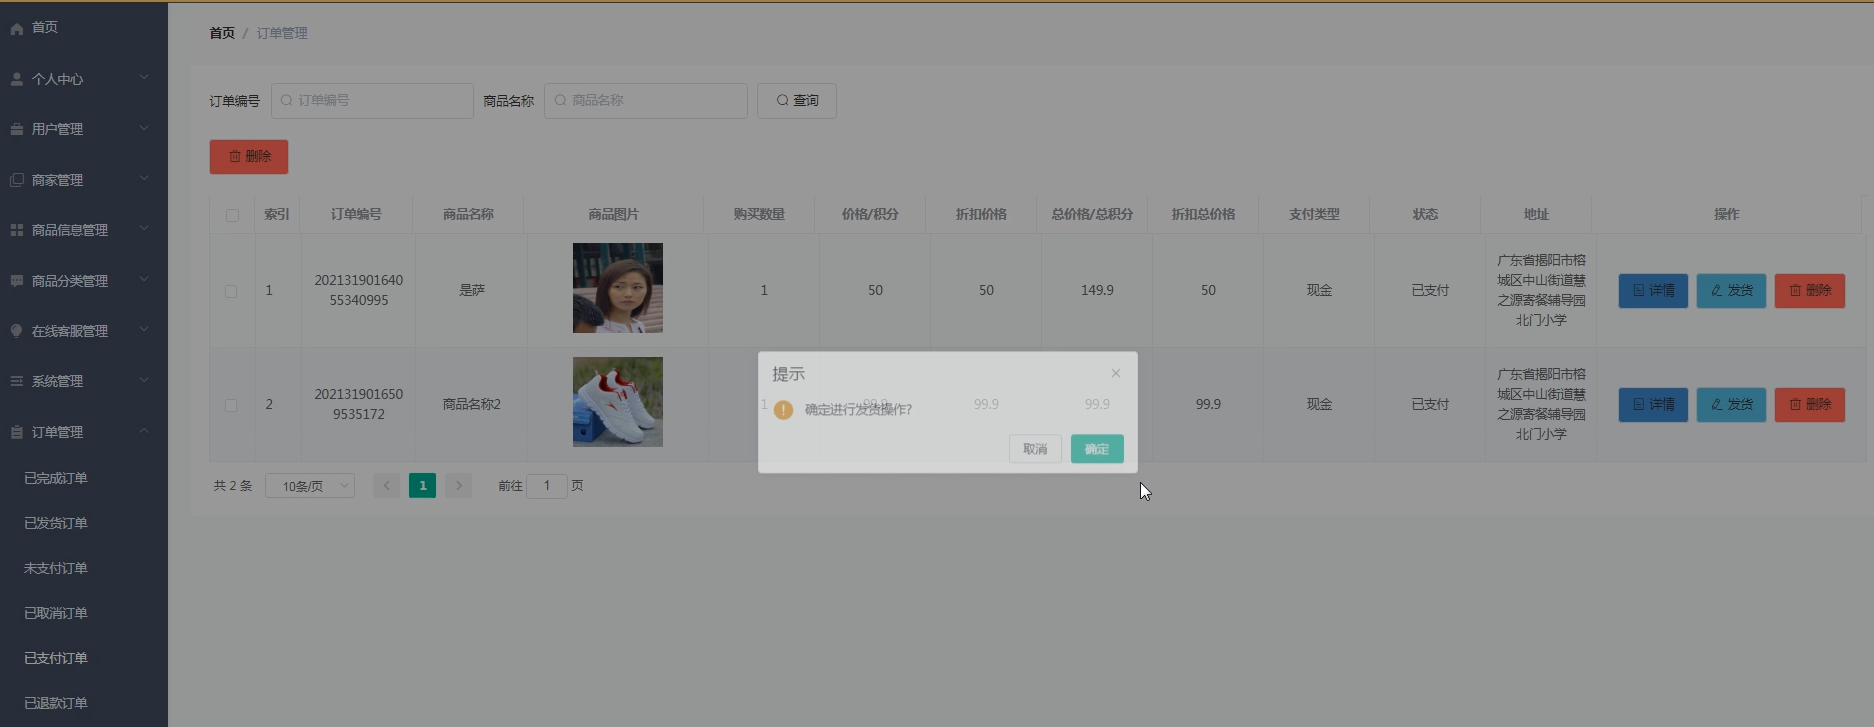 首页
个人中心
用户管理
商家管理
商品信息管理
商品分类管理
在线客服管理
系统管理
订单管理
已完成订单
已发货订单
未支付订单
已取消订单
已支付订单
已退款订单
首页 / 订单管理
订单编号 订单编号 商品名称 商品名称 查询
删除
索引 订单编号 商品名称 商品图片 购买数量 价格/积分 折扣价格 总价格/总积分 折扣总价格 支付类型 状态 地址 操作
1
202131901640
55340995
是萨
1 50 50 149.9 50 现金 已支付
广东省揭阳市榕
城区中山街道慧
之源寄餐辅导园
北门小学
详情 发货 删除
2
202131901650
9535172
商品名称2
1 99.9 99.9 99.9 99.9 现金 已支付
广东省揭阳市榕
城区中山街道慧
之源寄餐辅导园
北门小学
详情 发货 删除
提示
确定进行发货操作?
取消 确定
共 2 条 10条/页 1 前往 1 页